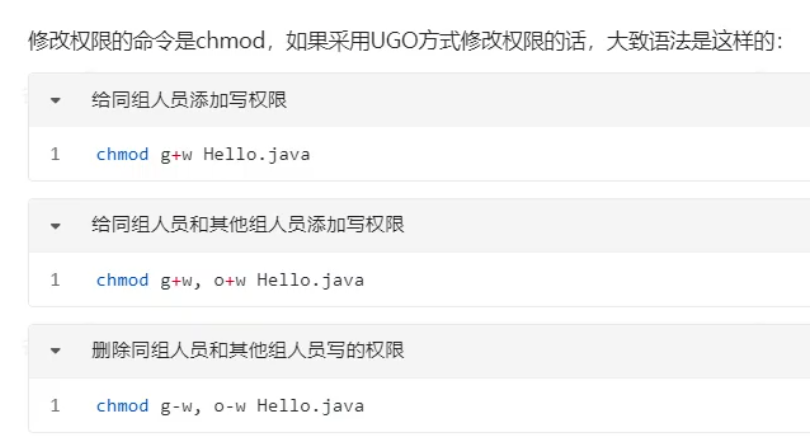 修改权限的命令是chmod，如果采用UGO方式修改权限的话，大致语法是这样的：
给同组人员添加写权限
1 chmod g+w Hello.java
给同组人员和其他组人员添加写权限
1 chmod g+w, o+w Hello.java
删除同组人员和其他组人员写的权限
1 chmod g-w, o-w Hello.java